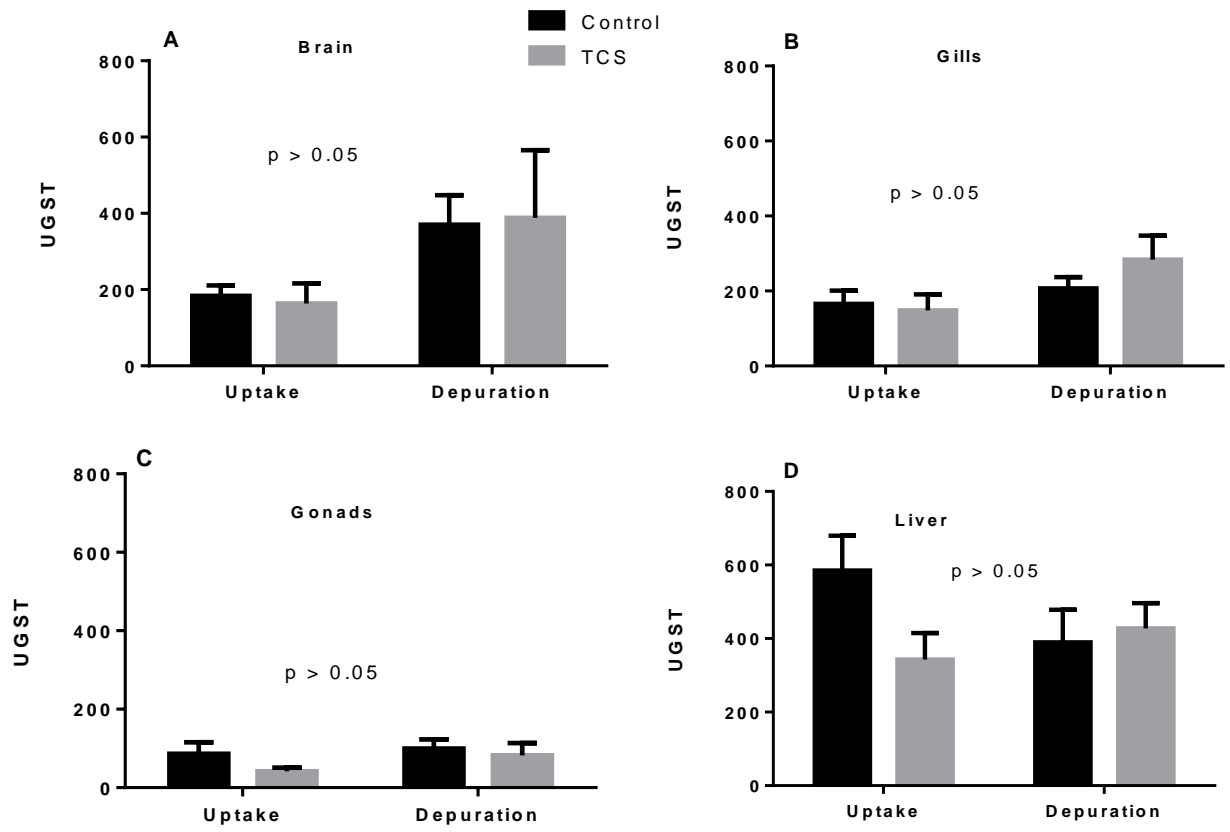 Control
TCS
A
Brain
800
600
400
200
0
UGST
p > 0.05
Uptake
Depuration
B
Gills
800
600
400
200
0
UGST
p > 0.05
Uptake
Depuration
C
Gonads
800
600
400
200
0
UGST
p > 0.05
Uptake
Depuration
D
Liver
800
600
400
200
0
UGST
p > 0.05
Uptake
Depuration